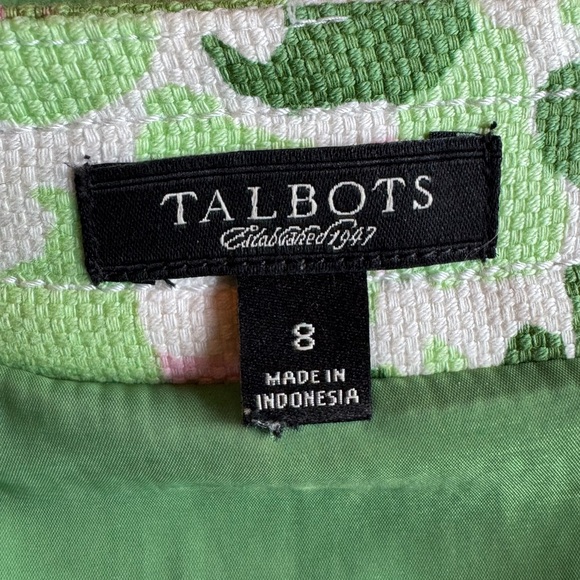 TALBOTS
Established 1947
8
MADE IN
INDONESIA